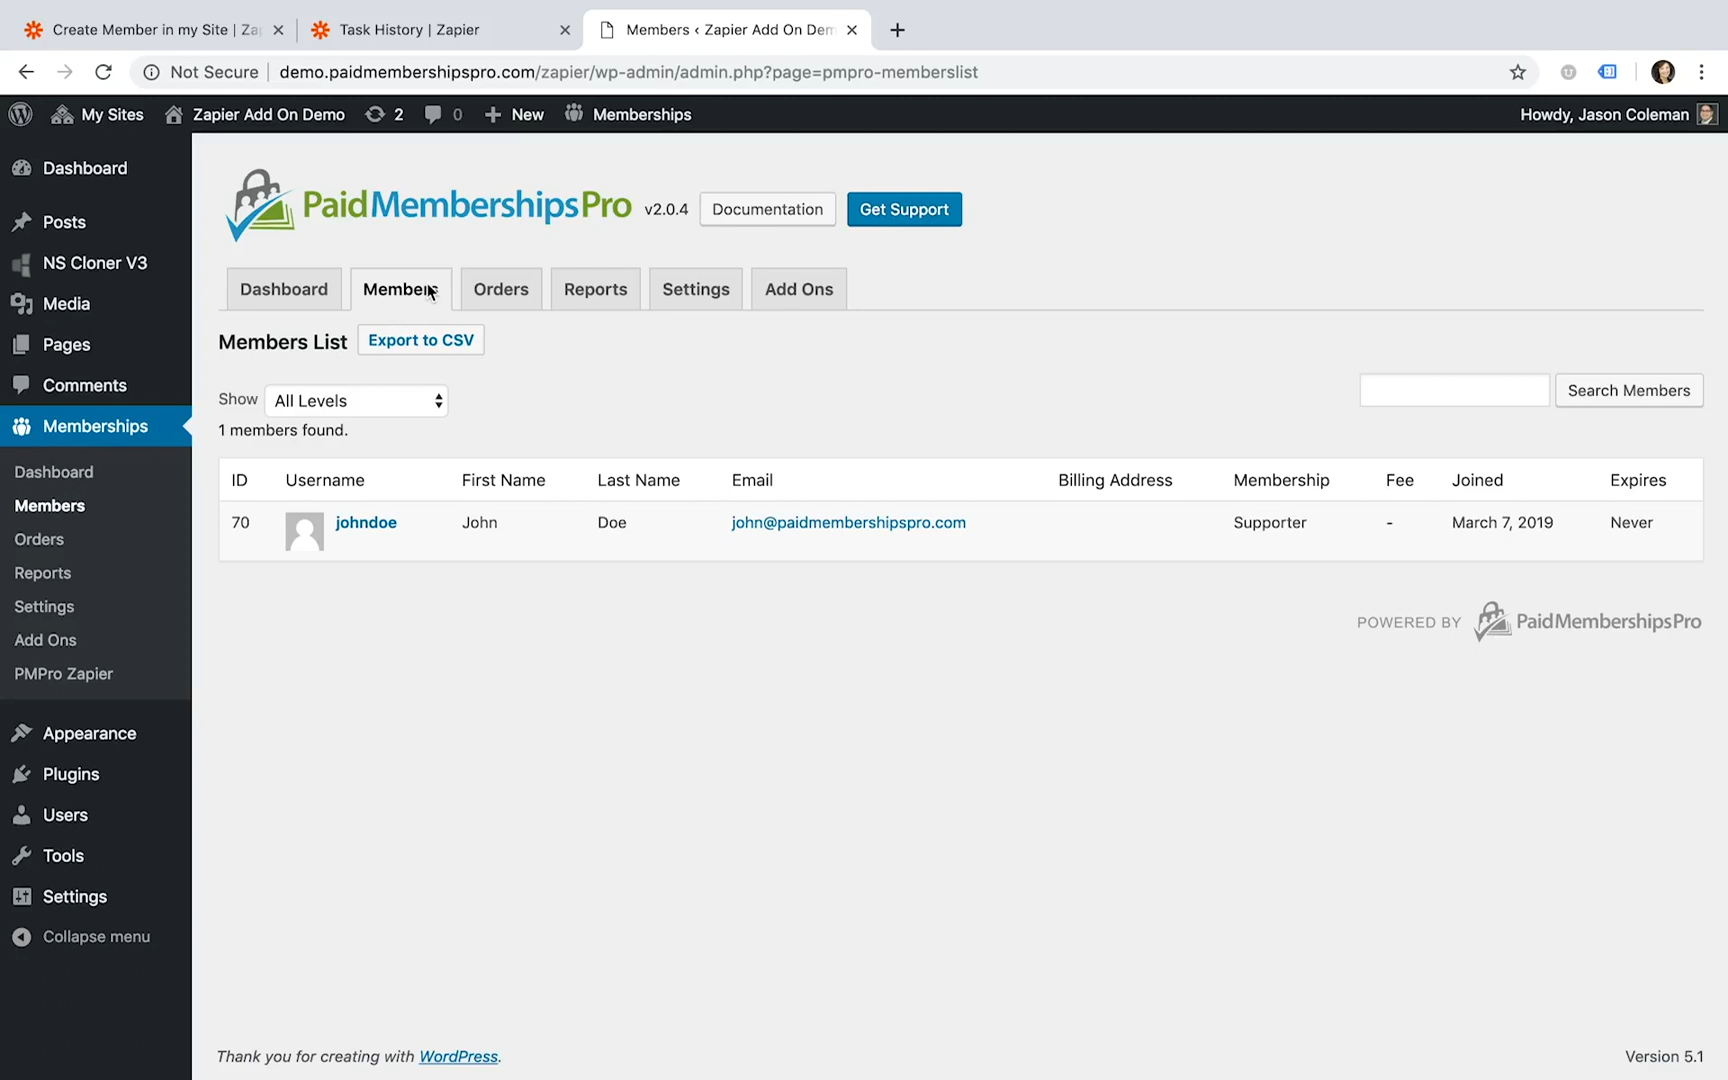 Create Member in my Site | Za
Task History | Zapier
Members ‹ Zapier Add On Dem
Not Secure
demo.paidmembershipspro.com/zapier/wp-admin/admin.php?page=pmpro-memberslist
My Sites
Zapier Add On Demo
2
0
New
Memberships
Howdy, Jason Coleman
Dashboard
Posts
NS Cloner V3
Media
Pages
Comments
Memberships
Dashboard
Members
Orders
Reports
Settings
Add Ons
PMPro Zapier
Appearance
Plugins
Users
Tools
Settings
Collapse menu
PaidMembershipsPro v2.0.4 Documentation Get Support
Dashboard Members Orders Reports Settings Add Ons
Members List Export to CSV
Show All Levels
Search Members
1 members found.
ID Username First Name Last Name Email Billing Address Membership Fee Joined Expires
70 johndoe John Doe john@paidmembershipspro.com Supporter - March 7, 2019 Never
POWERED BY PaidMembershipsPro
Thank you for creating with WordPress.
Version 5.1